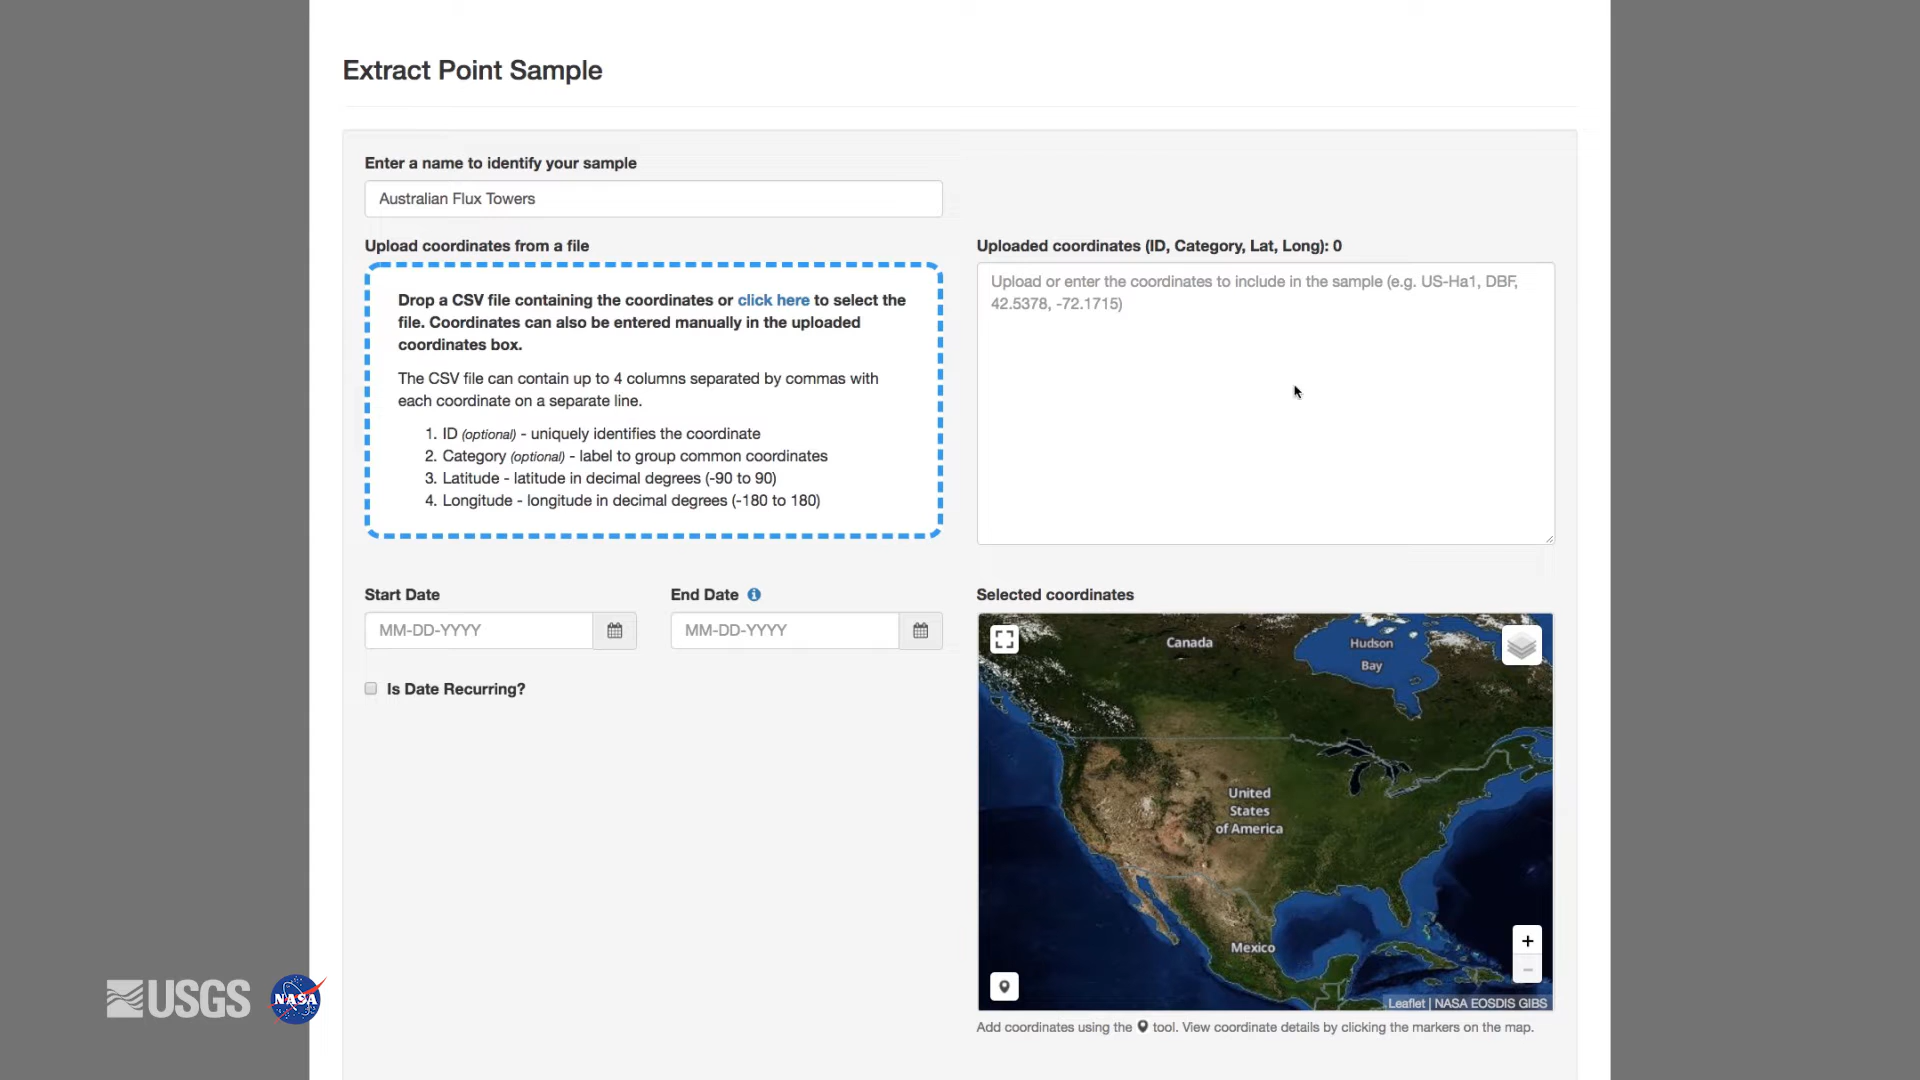 Extract Point Sample
Enter a name to identify your sample
Australian Flux Towers
Upload coordinates from a file
Drop a CSV file containing the coordinates or click here to select the
file. Coordinates can also be entered manually in the uploaded
coordinates box.
The CSV file can contain up to 4 columns separated by commas with
each coordinate on a separate line.
1. ID (optional) - uniquely identifies the coordinate
2. Category (optional) - label to group common coordinates
3. Latitude - latitude in decimal degrees (-90 to 90)
4. Longitude - longitude in decimal degrees (-180 to 180)
Uploaded coordinates (ID, Category, Lat, Long): 0
Upload or enter the coordinates to include in the sample (e.g. US-Ha1, DBF,
42.5378, -72.1715)
Start Date
MM-DD-YYYY
End Date
MM-DD-YYYY
Is Date Recurring?
Selected coordinates
Canada
Hudson
Bay
United
States
of America
Mexico
+
−
Leaflet | NASA EOSDIS GIBS
Add coordinates using the tool. View coordinate details by clicking the markers on the map.
USGS
NASA